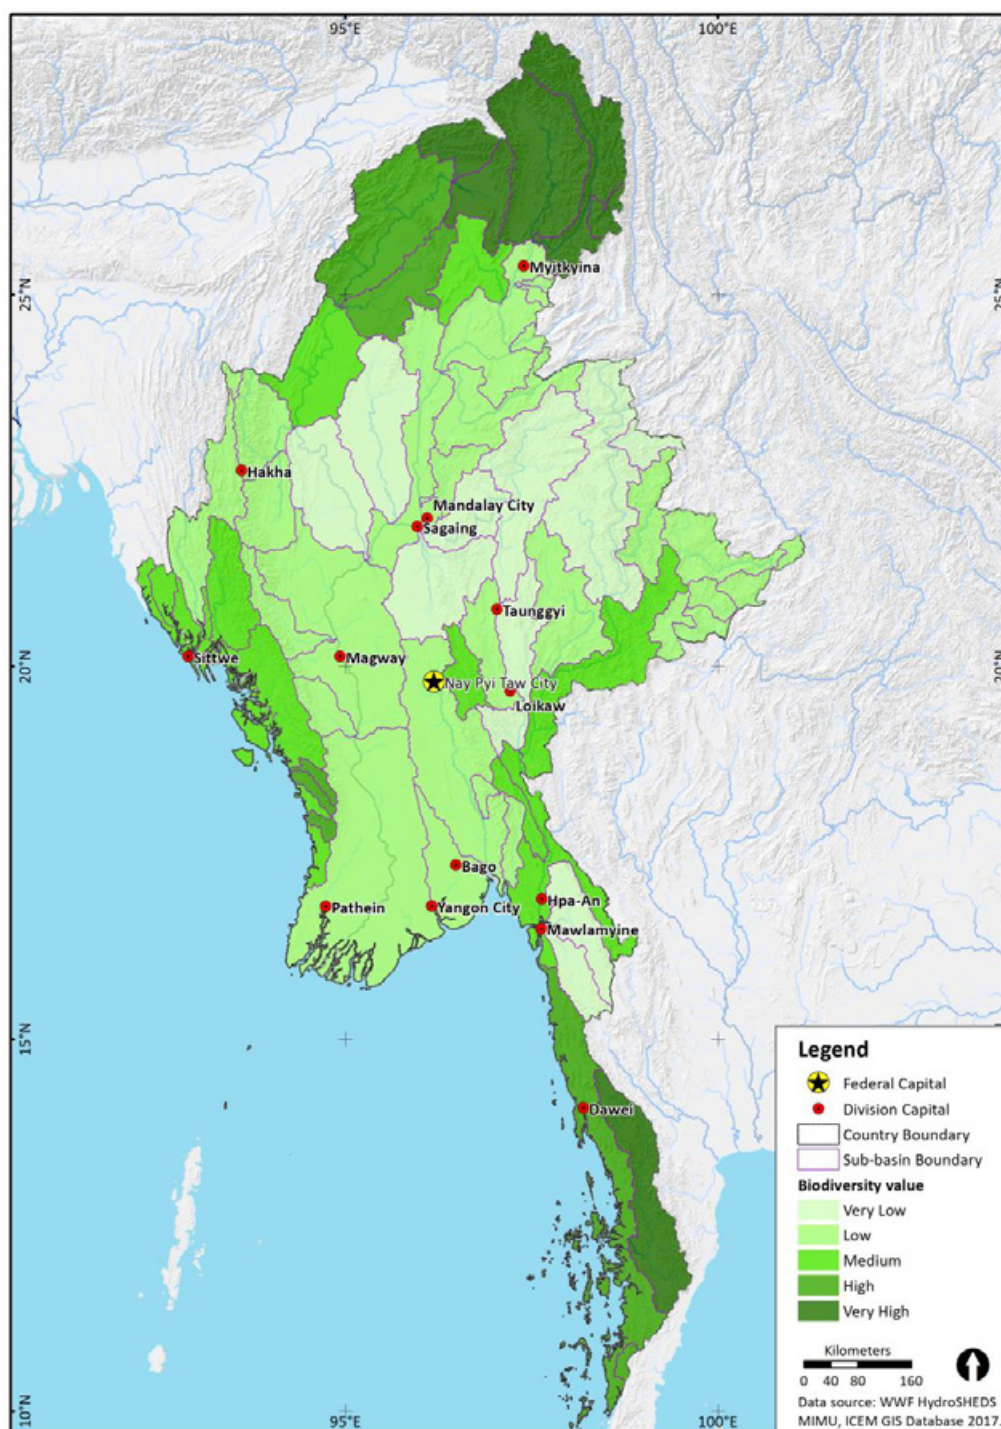 95°E 100°E
Myitkyina
25°N 25°N
Hakha
Mandalay City
Sagaing
Taunggyi
Sittwe
Magway
20°N 20°N
Nay Pyi Taw City
Loikaw
Bago
Hpa-An
Pathein
Yangon City
Mawlamyine
15°N
Dawei
10°N
95°E 100°E
Legend
Federal Capital
Division Capital
Country Boundary
Sub-basin Boundary
Biodiversity value
Very Low
Low
Medium
High
Very High
Kilometers
0 40 80 160
Data source: WWF HydroSHEDS
MIMU, ICEM GIS Database 2017.